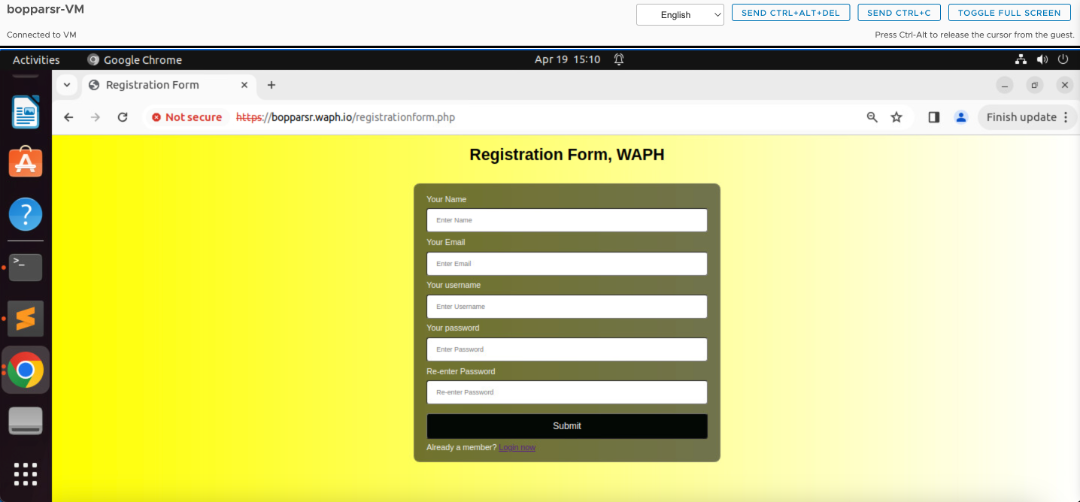 bopparsr-VM
English
SEND CTRL+ALT+DEL
SEND CTRL+C
TOGGLE FULL SCREEN
Connected to VM
Press Ctrl-Alt to release the cursor from the guest.
Activities
Google Chrome
Apr 19 15:10
Registration Form
Not secure
https://bopparsr.waph.io/registrationform.php
Finish update
Registration Form, WAPH
Your Name
Enter Name
Your Email
Enter Email
Your username
Enter Username
Your password
Enter Password
Re-enter Password
Re-enter Password
Submit
Already a member? Login now